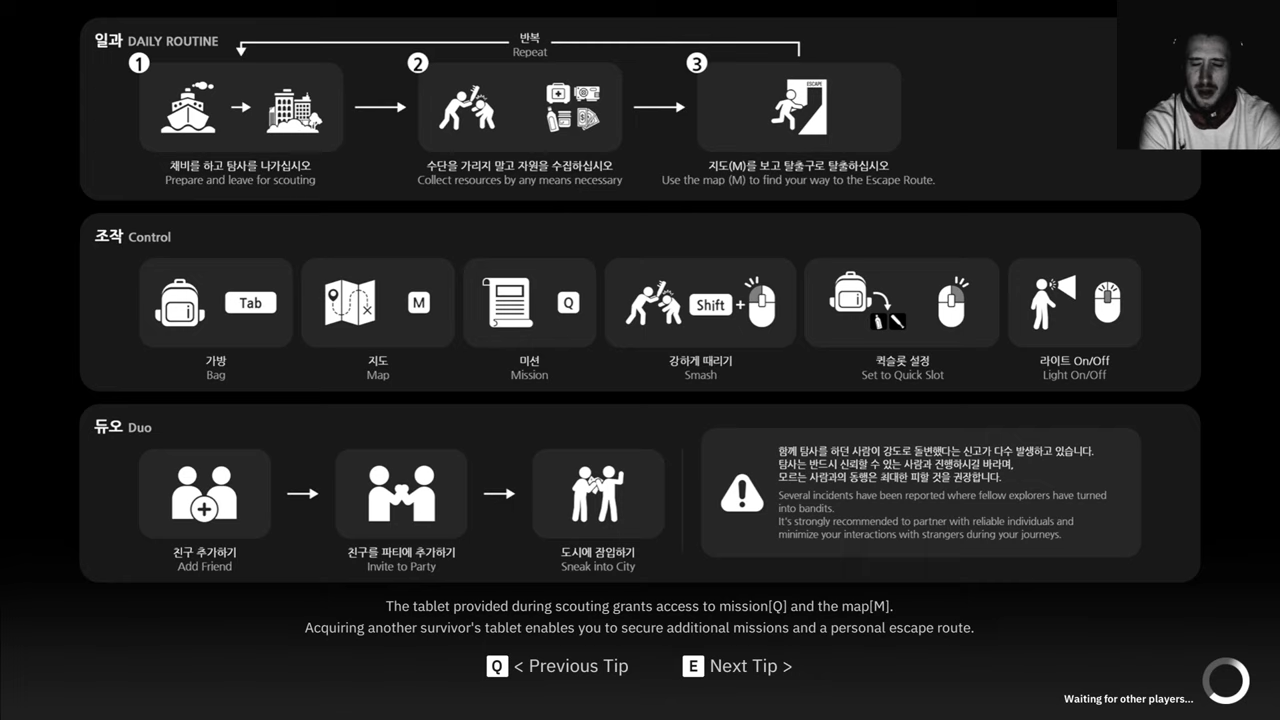 일과 DAILY ROUTINE
반복
Repeat
1
2
3
ESCAPE
채비를 하고 탐사를 나가십시오
Prepare and leave for scouting
수단을 가리지 말고 자원을 수집하십시오
Collect resources by any means necessary
지도(M)를 보고 탈출구로 탈출하십시오
Use the map (M) to find your way to the Escape Route.
조작 Control
Tab
M
Q
Shift +
가방
Bag
지도
Map
미션
Mission
강하게 때리기
Smash
퀵슬롯 설정
Set to Quick Slot
라이트 On/Off
Light On/Off
듀오 Duo
친구 추가하기
Add Friend
친구를 파티에 추가하기
Invite to Party
도시에 잠입하기
Sneak into City
함께 탐사를 하던 사람이 강도로 돌변했다는 신고가 다수 발생하고 있습니다.
탐사는 반드시 신뢰할 수 있는 사람과 진행하시길 바라며,
모르는 사람과의 동행은 최대한 피할 것을 권장합니다.
Several incidents have been reported where fellow explorers have turned
into bandits.
It's strongly recommended to partner with reliable individuals and
minimize your interactions with strangers during your journeys.
The tablet provided during scouting grants access to mission[Q] and the map[M].
Acquiring another survivor's tablet enables you to secure additional missions and a personal escape route.
Q < Previous Tip
E Next Tip >
Waiting for other players...